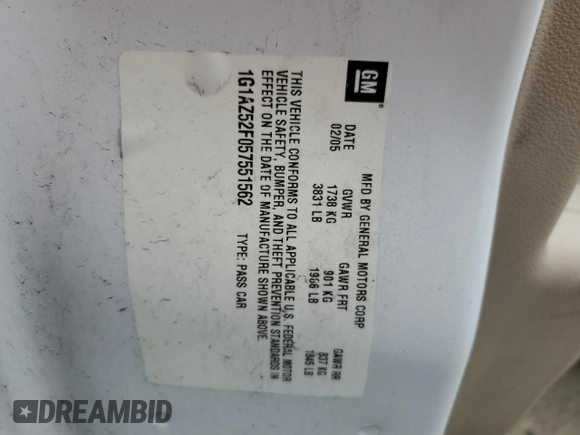 GM
MFD BY GENERAL MOTORS CORP
DATE GVWR GAWR FRT GAWR RR
02/05 1738 KG 901 KG 837 KG
3831 LB 1986 LB 1845 LB
THIS VEHICLE CONFORMS TO ALL APPLICABLE U.S. FEDERAL MOTOR
VEHICLE SAFETY, BUMPER, AND THEFT PREVENTION STANDARDS IN
EFFECT ON THE DATE OF MANUFACTURE SHOWN ABOVE.
1G1AZ52F057551562 TYPE: PASS CAR
DREAMBID